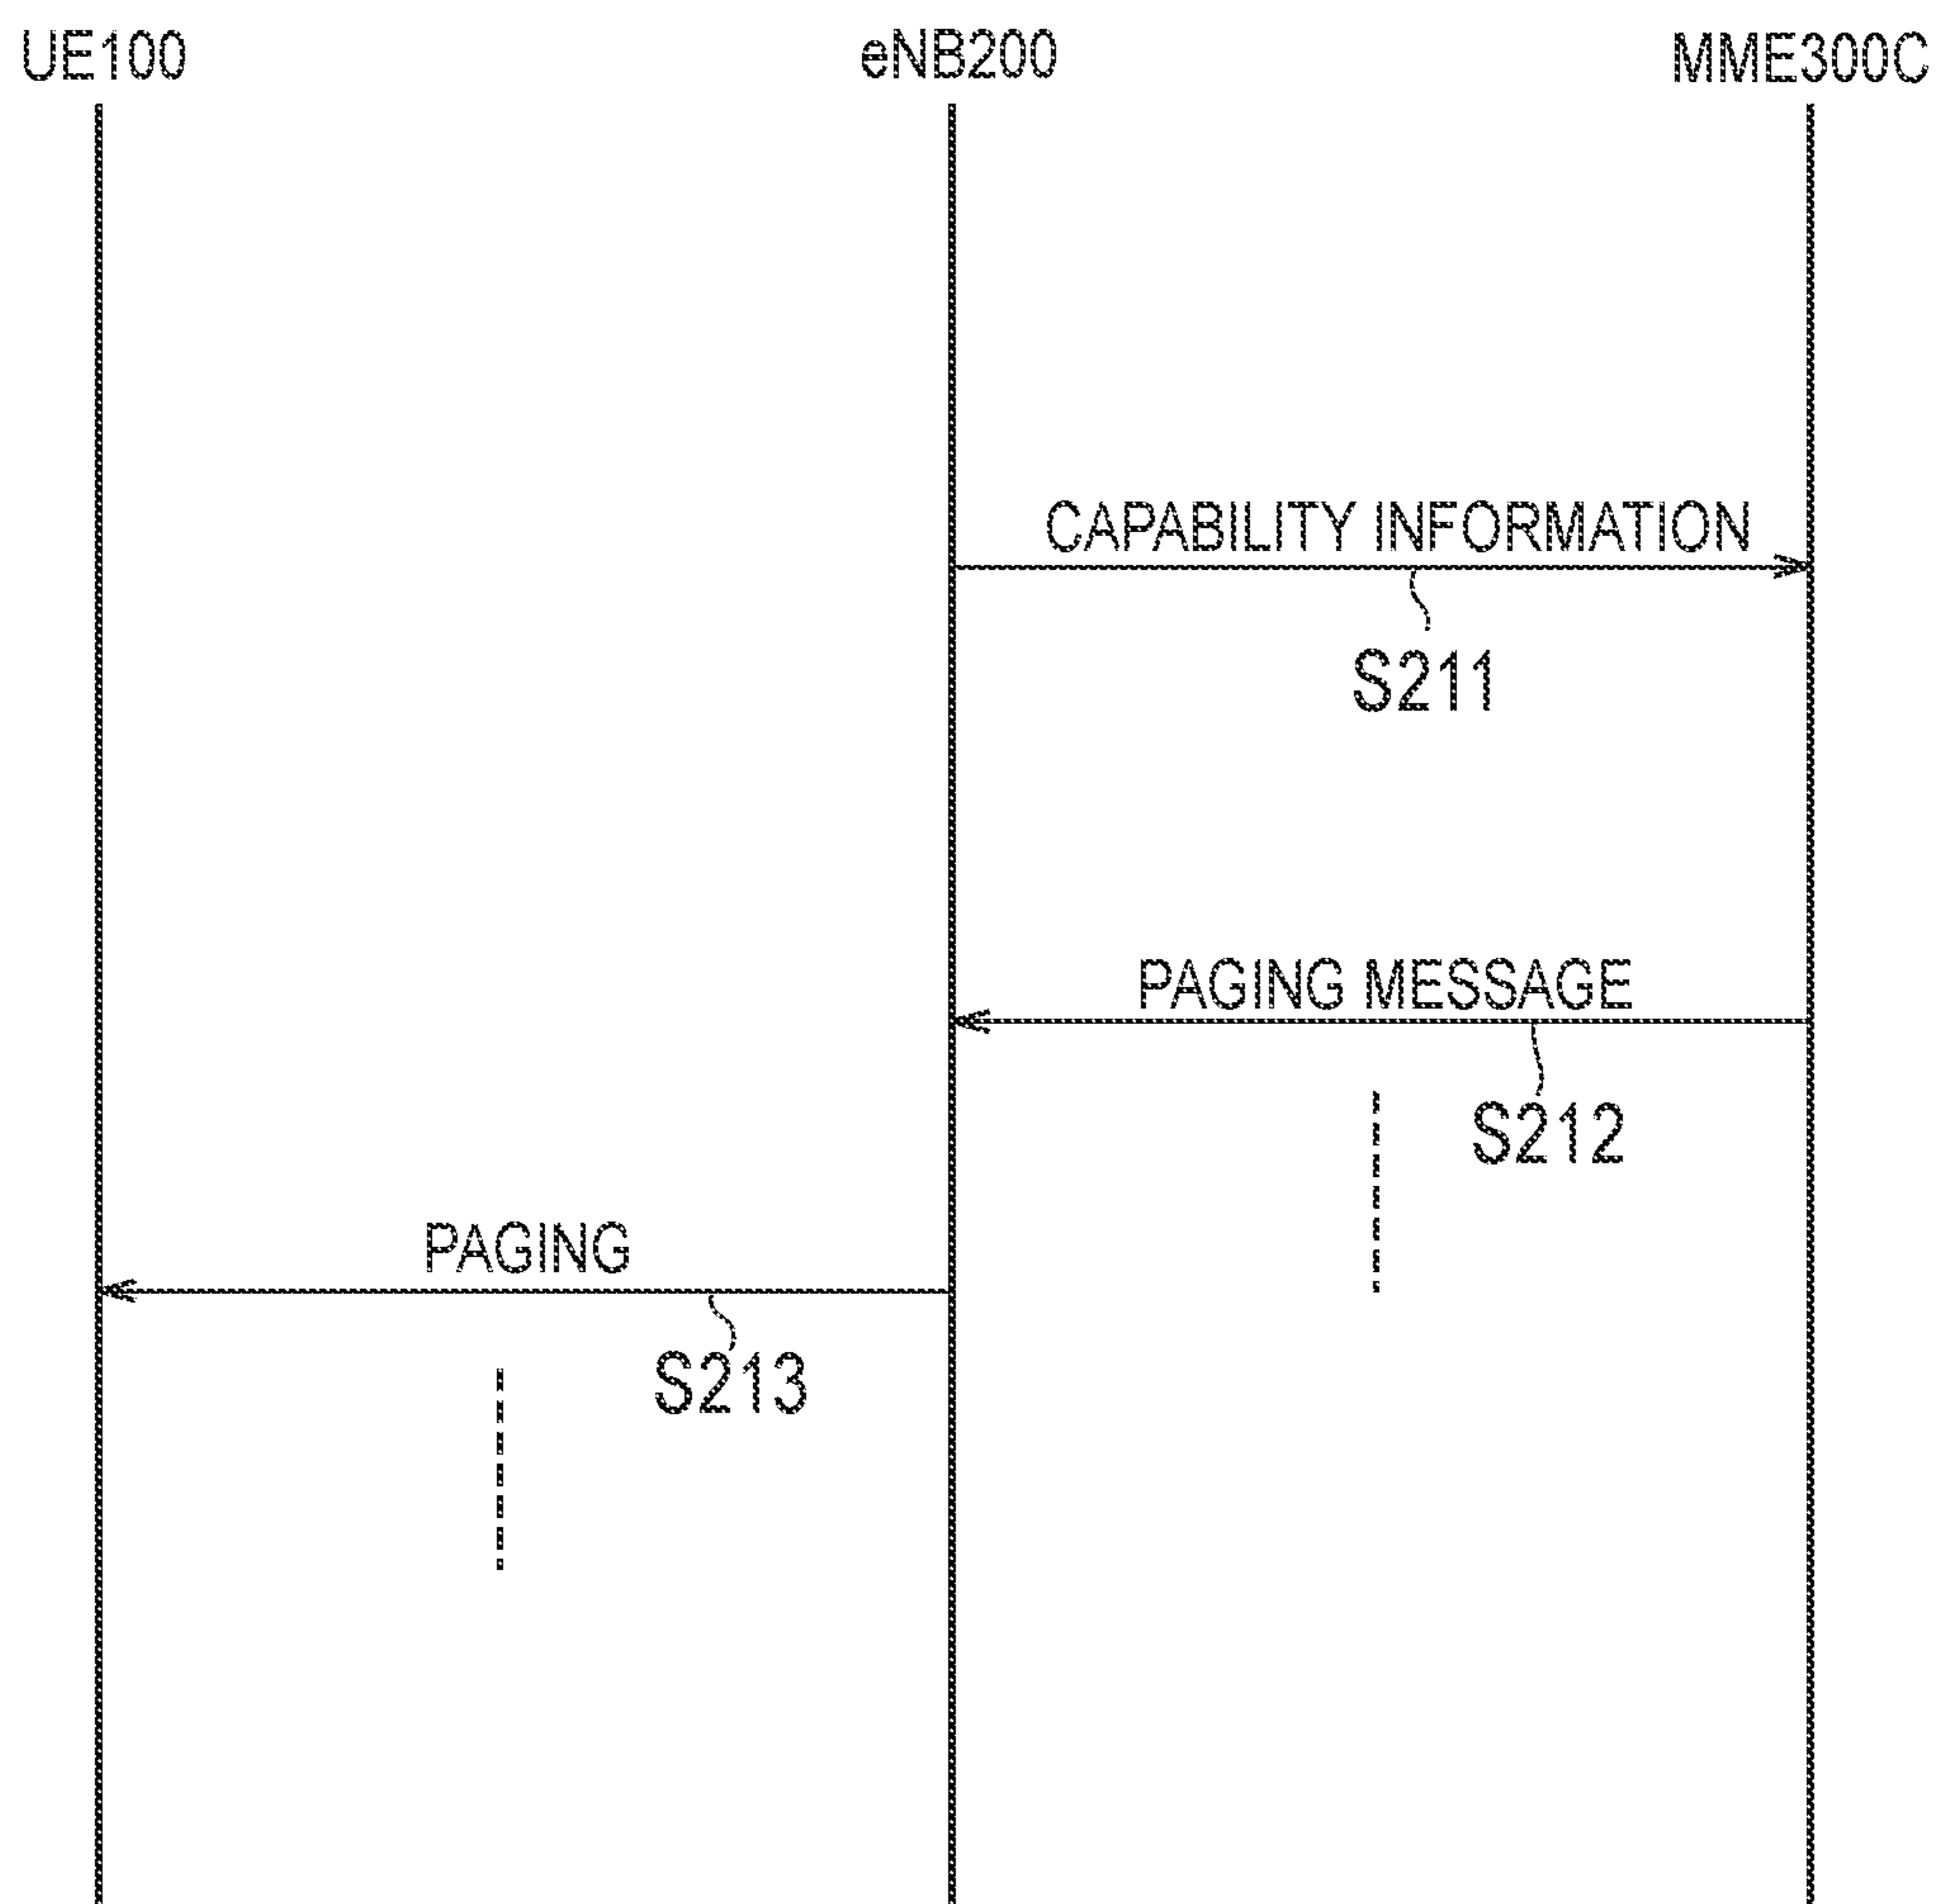 UE100
eNB200
MME300C
CAPABILITY INFORMATION
S211
PAGING MESSAGE
S212
PAGING
S213